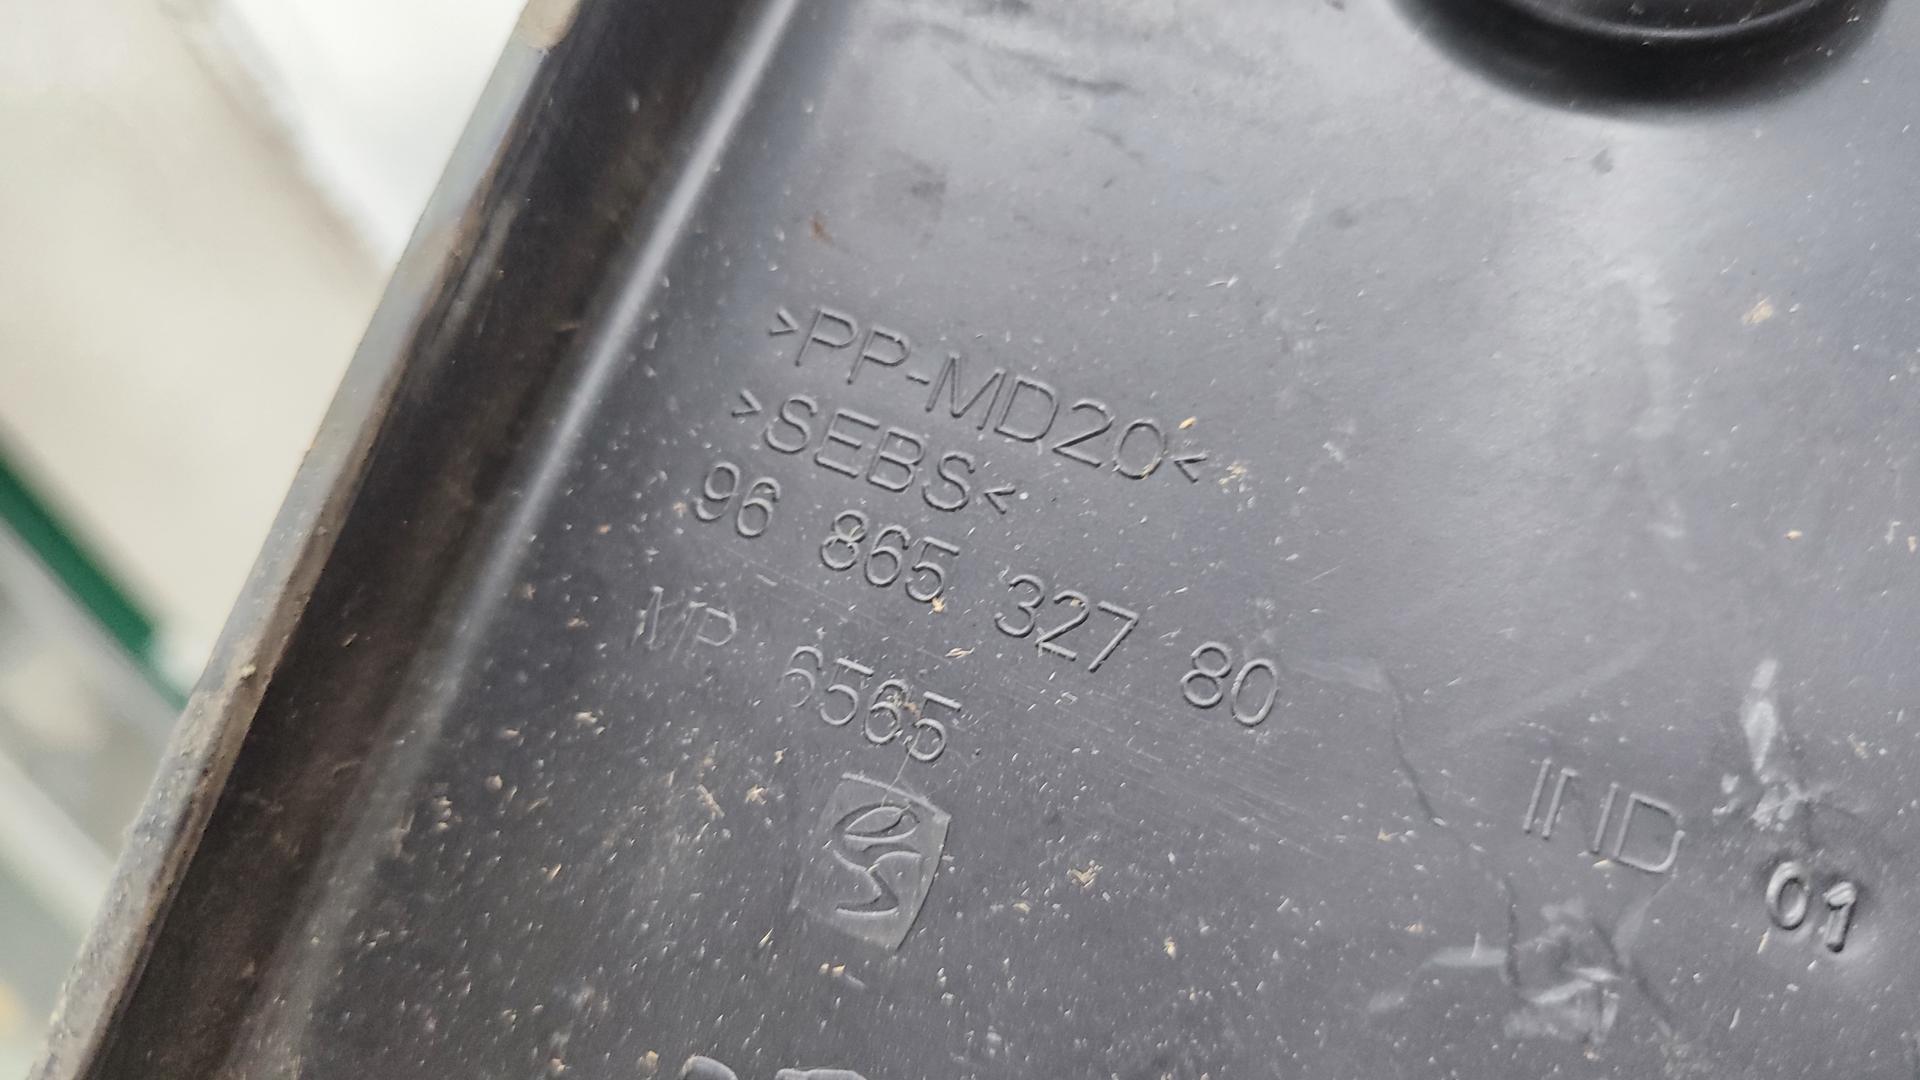 >PP-MD20<
>SEBS<
96 865 327 80
MP 6565
IND 01